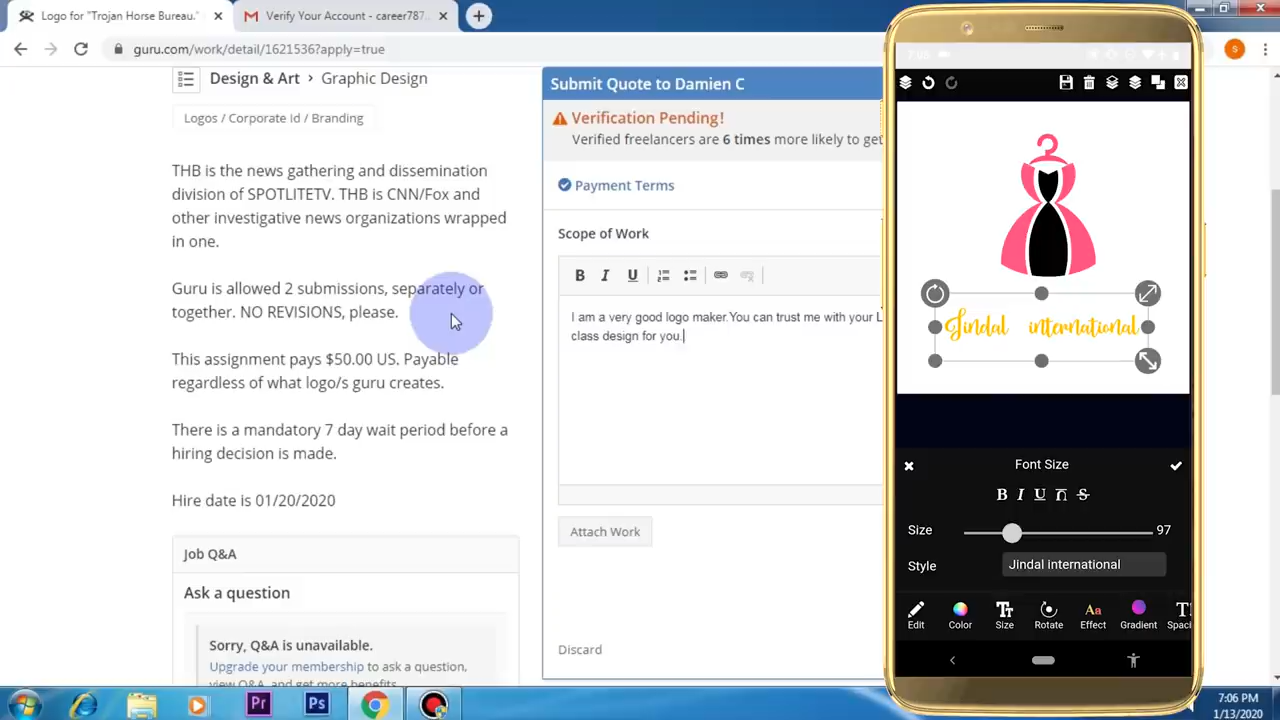 Logo for "Trojan Horse Bureau."
Verify Your Account - career787
guru.com/work/detail/1621536?apply=true
S
Design & Art > Graphic Design
Logos / Corporate Id / Branding
THB is the news gathering and dissemination
division of SPOTLITETV. THB is CNN/Fox and
other investigative news organizations wrapped
in one.
Guru is allowed 2 submissions, separately or
together. NO REVISIONS, please.
This assignment pays $50.00 US. Payable
regardless of what logo/s guru creates.
There is a mandatory 7 day wait period before a
hiring decision is made.
Hire date is 01/20/2020
Job Q&A
Ask a question
Sorry, Q&A is unavailable.
Upgrade your membership to ask a question,
view Q&A, and get more benefits.
Submit Quote to Damien C
Verification Pending!
Verified freelancers are 6 times more likely to get
Payment Terms
Scope of Work
B I U
I am a very good logo maker.You can trust me with your L
class design for you.
Attach Work
Discard
Jindal international
Font Size
B I U n S
Size 97
Style Jindal international
Edit Color Size Rotate Effect Gradient Spaci
Pr Ps
7:06 PM
1/13/2020